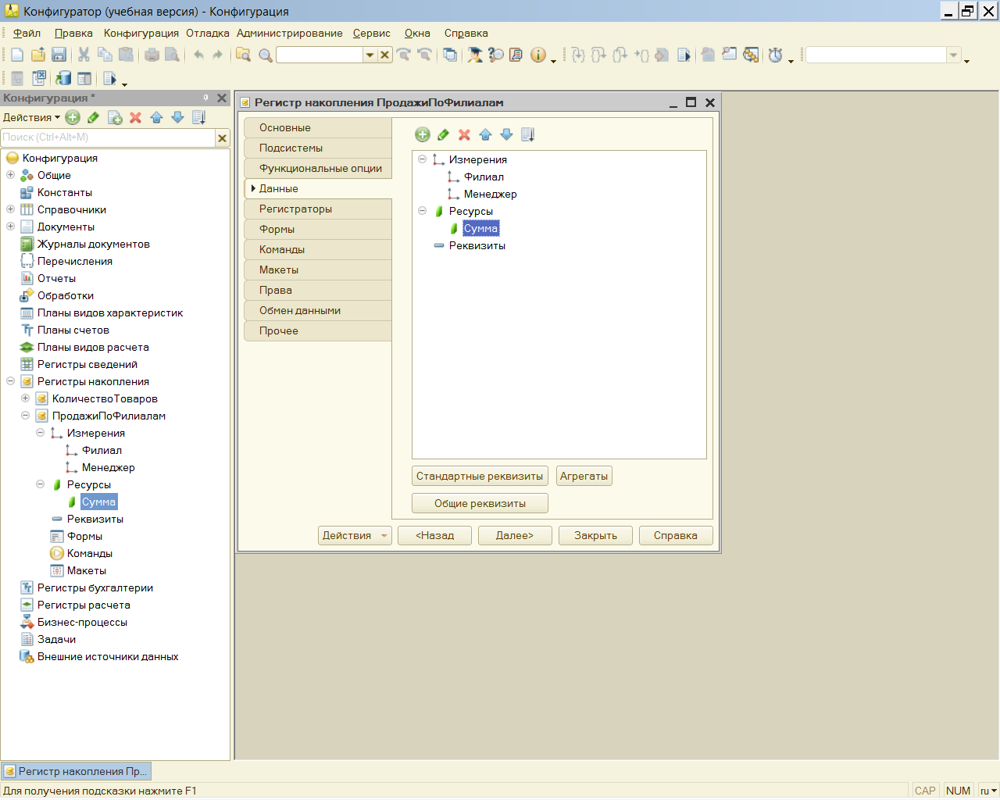 Конфигуратор (учебная версия) - Конфигурация
Файл Правка Конфигурация Отладка Администрирование Сервис Окна Справка
Конфигурация *
Действия
Поиск (Ctrl+Alt+M)
Конфигурация
Общие
Константы
Справочники
Документы
Журналы документов
Перечисления
Отчеты
Обработки
Планы видов характеристик
Планы счетов
Планы видов расчета
Регистры сведений
Регистры накопления
КоличествоТоваров
ПродажиПоФилиалам
Измерения
Филиал
Менеджер
Ресурсы
Сумма
Реквизиты
Формы
Команды
Макеты
Регистры бухгалтерии
Регистры расчета
Бизнес-процессы
Задачи
Внешние источники данных
Регистр накопления ПродажиПоФилиалам
Основные
Подсистемы
Функциональные опции
Данные
Регистраторы
Формы
Команды
Макеты
Права
Обмен данными
Прочее
Измерения
Филиал
Менеджер
Ресурсы
Сумма
Реквизиты
Стандартные реквизиты Агрегаты
Общие реквизиты
Действия <Назад Далее> Закрыть Справка
Регистр накопления Пр...
Для получения подсказки нажмите F1 CAP NUM ru